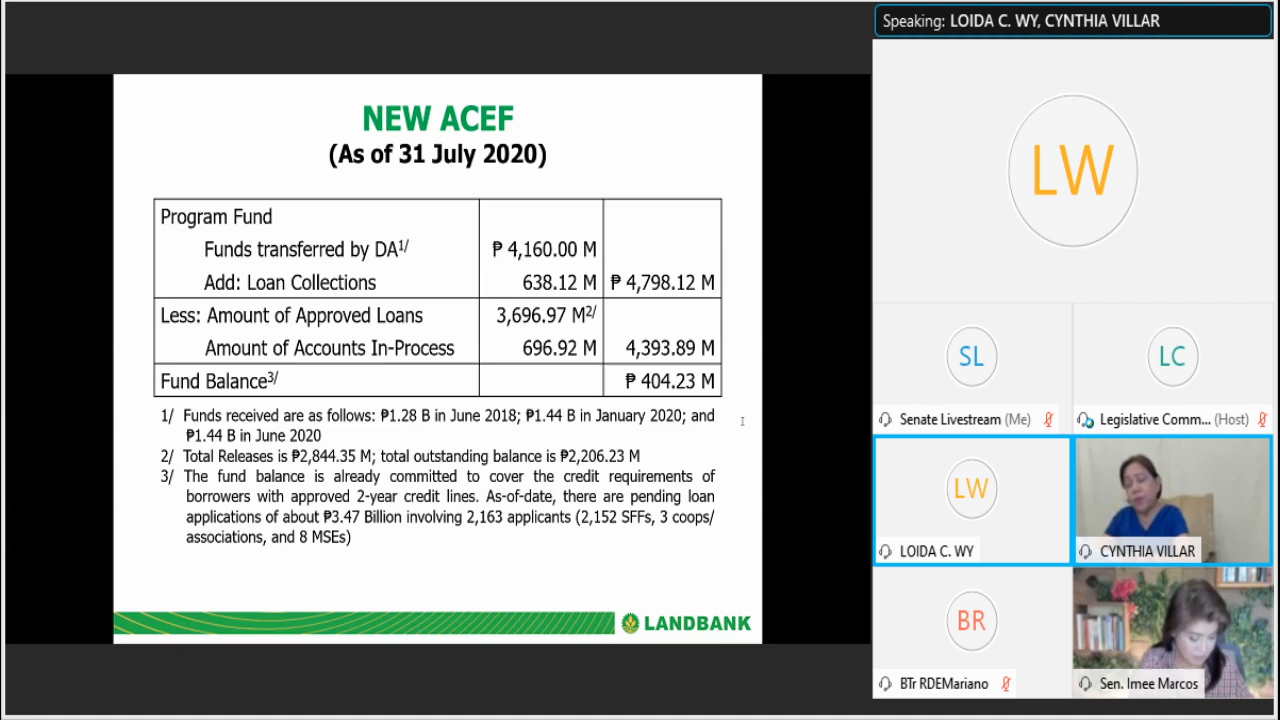 Speaking: LOIDA C. WY, CYNTHIA VILLAR
NEW ACEF
(As of 31 July 2020)
Program Fund
Funds transferred by DA1/ ₱ 4,160.00 M
Add: Loan Collections 638.12 M ₱ 4,798.12 M
Less: Amount of Approved Loans 3,696.97 M2/
Amount of Accounts In-Process 696.92 M 4,393.89 M
Fund Balance3/ ₱ 404.23 M
1/ Funds received are as follows: ₱1.28 B in June 2018; ₱1.44 B in January 2020; and
₱1.44 B in June 2020
2/ Total Releases is ₱2,844.35 M; total outstanding balance is ₱2,206.23 M
3/ The fund balance is already committed to cover the credit requirements of
borrowers with approved 2-year credit lines. As-of-date, there are pending loan
applications of about ₱3.47 Billion involving 2,163 applicants (2,152 SFFs, 3 coops/
associations, and 8 MSEs)
LANDBANK
LW
SL
Senate Livestream (Me)
LC
Legislative Comm... (Host)
LW
LOIDA C. WY
CYNTHIA VILLAR
BR
BTr RDEMariano
Sen. Imee Marcos